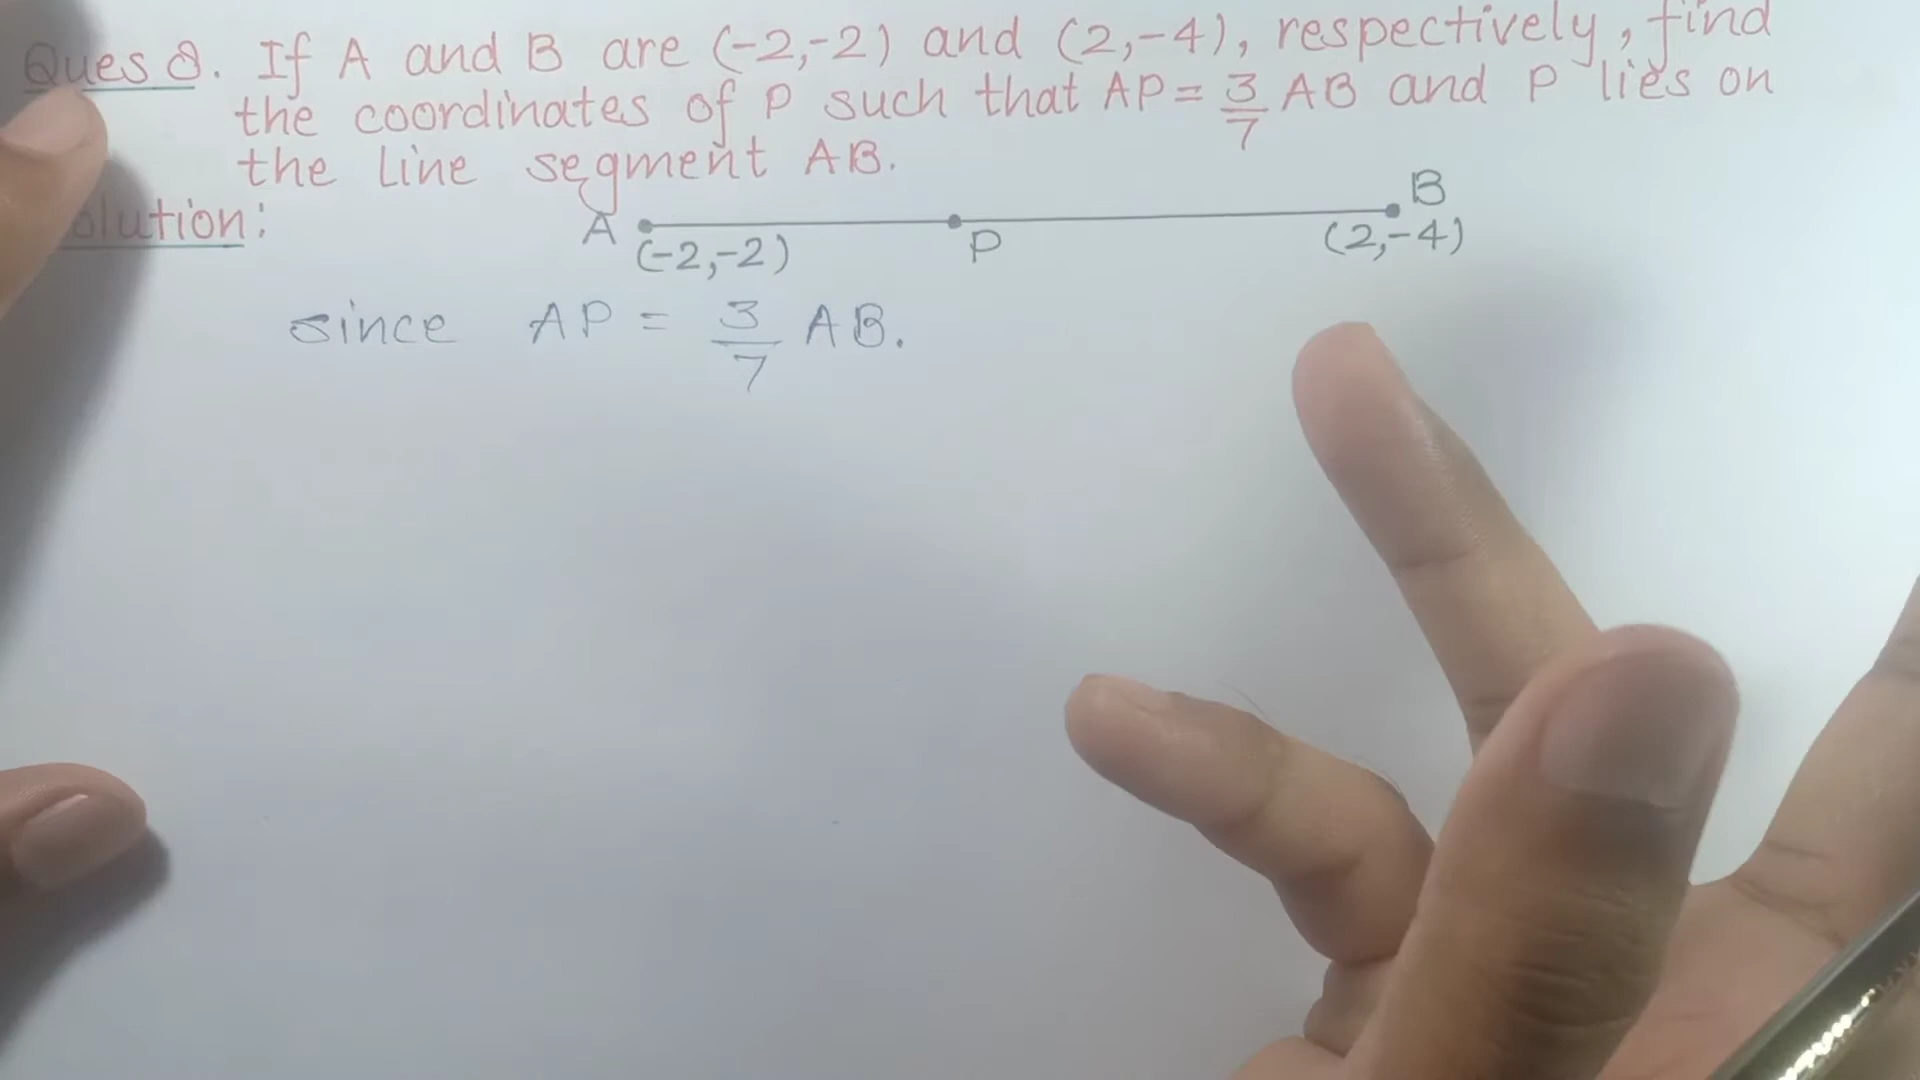 Ques 8. If A and B are (-2,-2) and (2,-4), respectively, find
the coordinates of P such that AP = 3/7 AB and P lies on
the line segment AB.
olution:
A B
(-2,-2) P (2,-4)
since AP = 3/7 AB.